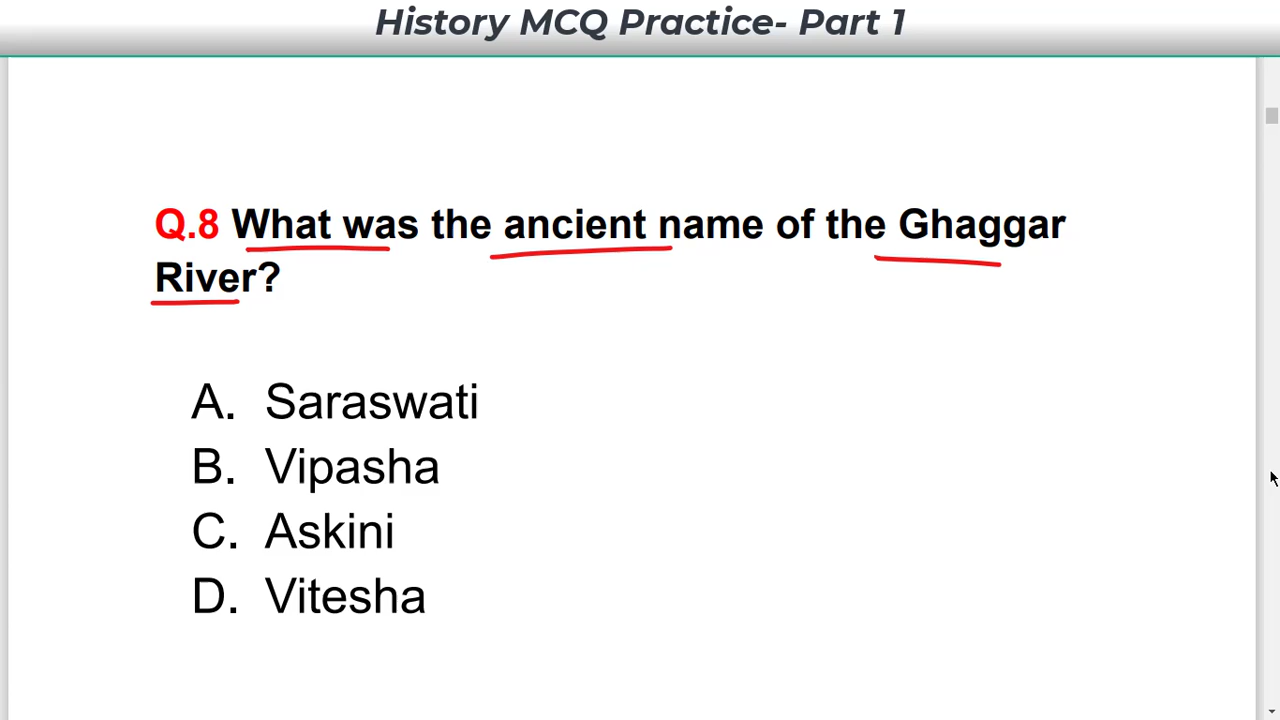 History MCQ Practice- Part 1
Q.8 What was the ancient name of the Ghaggar
River?
A. Saraswati
B. Vipasha
C. Askini
D. Vitesha